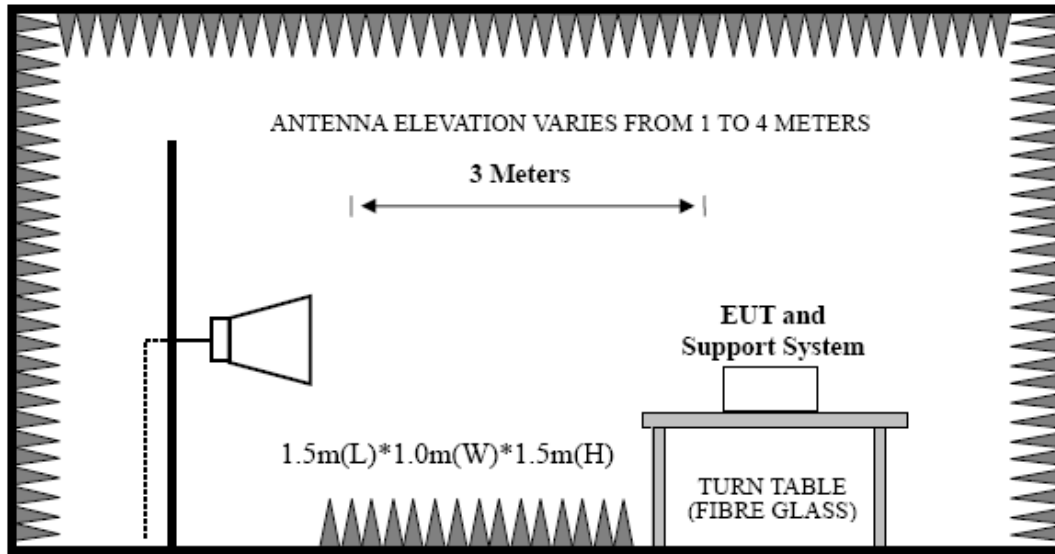 ANTENNA ELEVATION VARIES FROM 1 TO 4 METERS
3 Meters
EUT and
Support System
1.5m(L)*1.0m(W)*1.5m(H)
TURN TABLE
(FIBRE GLASS)